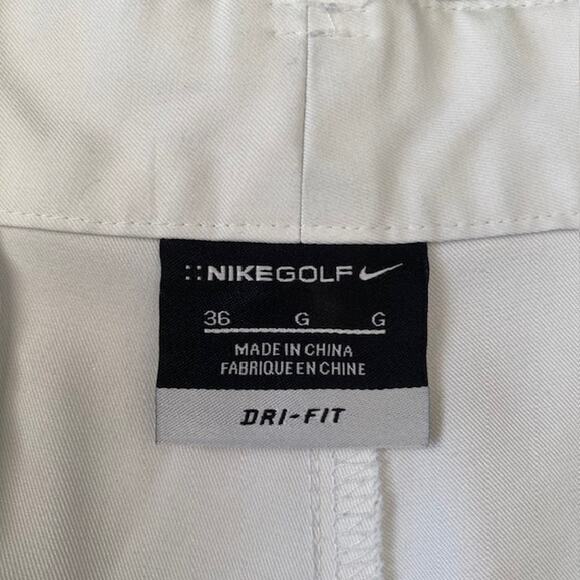 ::NIKEGOLF
36 G G
MADE IN CHINA
FABRIQUE EN CHINE
DRI-FIT